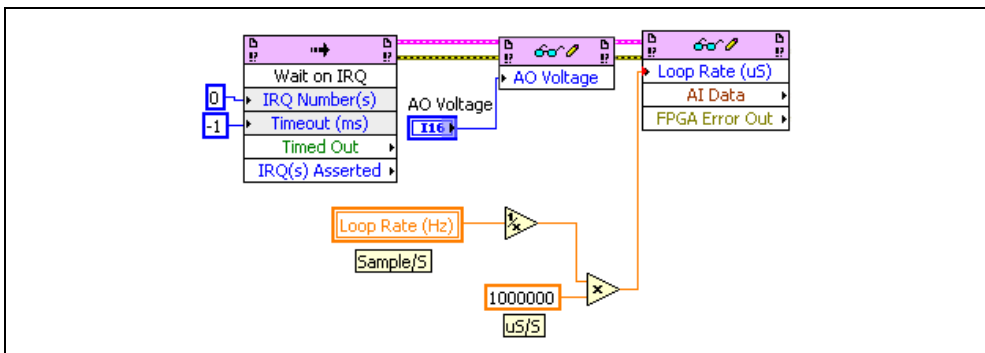 Wait on IRQ
0
IRQ Number(s)
-1
Timeout (ms)
Timed Out
IRQ(s) Asserted
AO Voltage
I16
AO Voltage
Loop Rate (uS)
AI Data
FPGA Error Out
Loop Rate (Hz)
Sample/S
1/x
x
1000000
uS/S